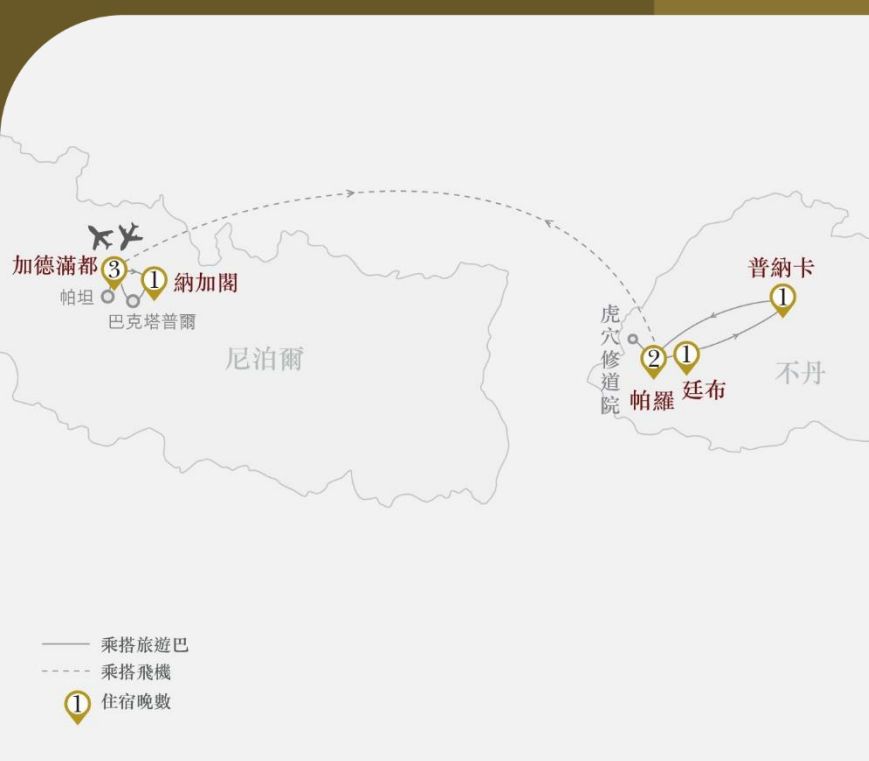 加德滿都
3
1
納加閣
帕坦
巴克塔普爾
尼泊爾
普納卡
1
虎穴修道院
2
1
帕羅
廷布
不丹
乘搭旅遊巴
乘搭飛機
1
住宿晚數